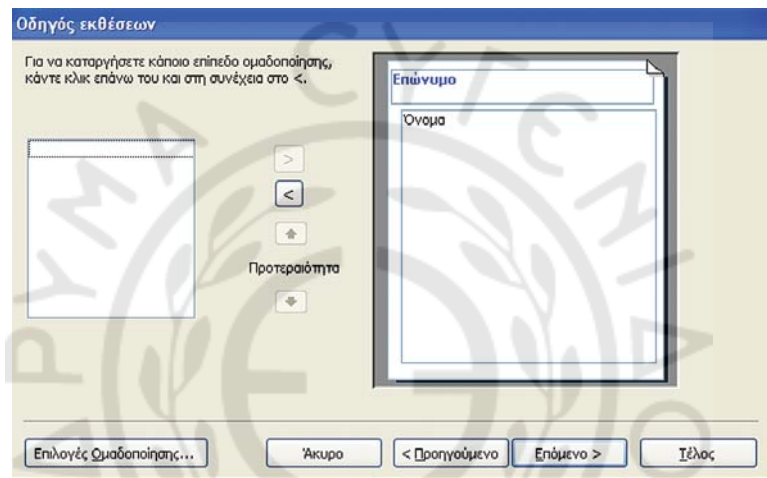 Οδηγός εκθέσεων
Για να καταργήσετε κάποιο επίπεδο ομαδοποίησης,
κάντε κλικ επάνω του και στη συνέχεια στο <.
Επώνυμο
Όνομα
>
<
Προτεραιότητα
Επιλογές Ομαδοποίησης...
Άκυρο
< Προηγούμενο
Επόμενο >
Τέλος